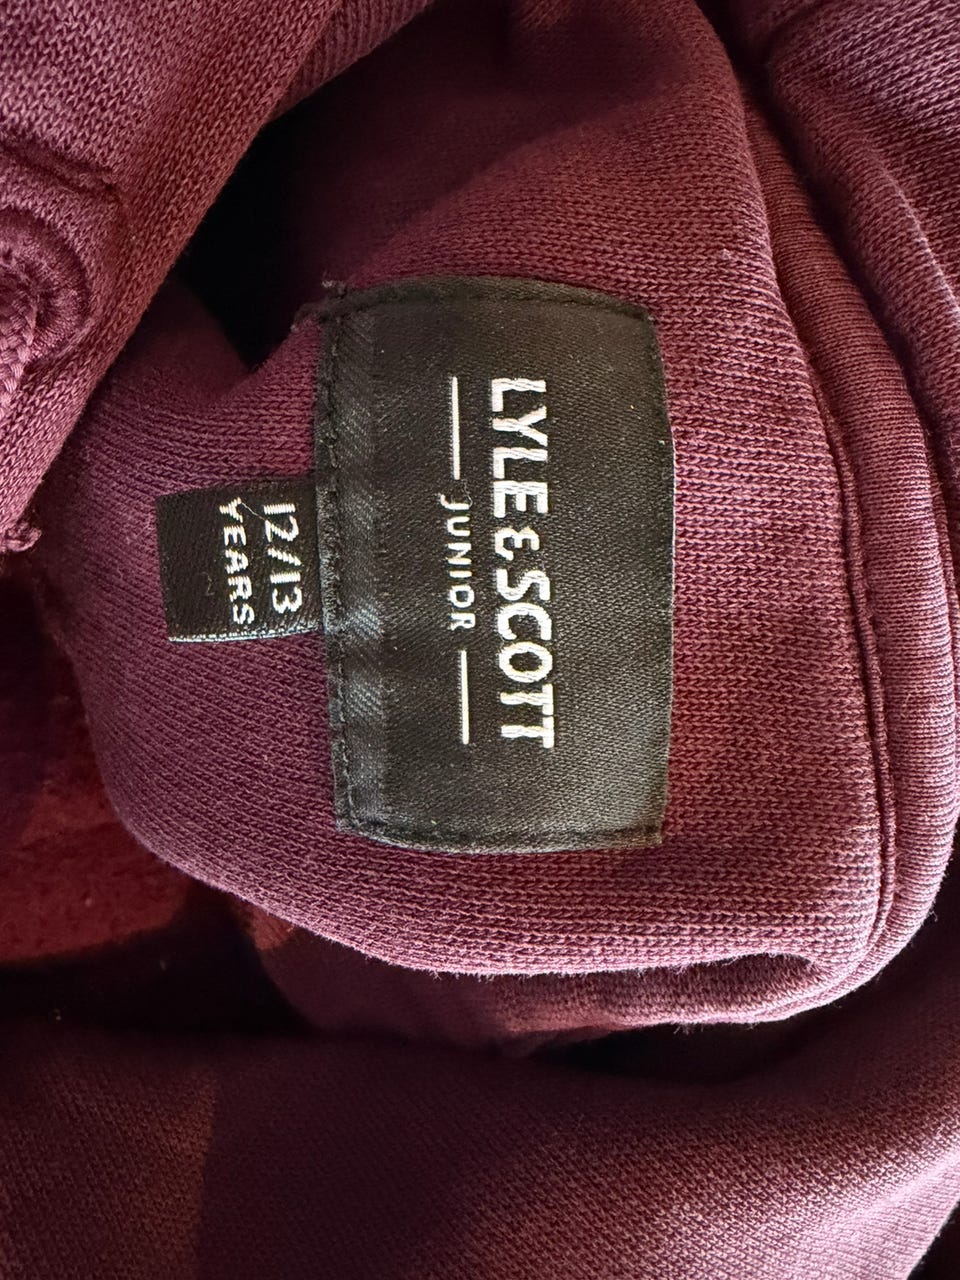 LYLE & SCOTT
JUNIOR
12/13
YEARS